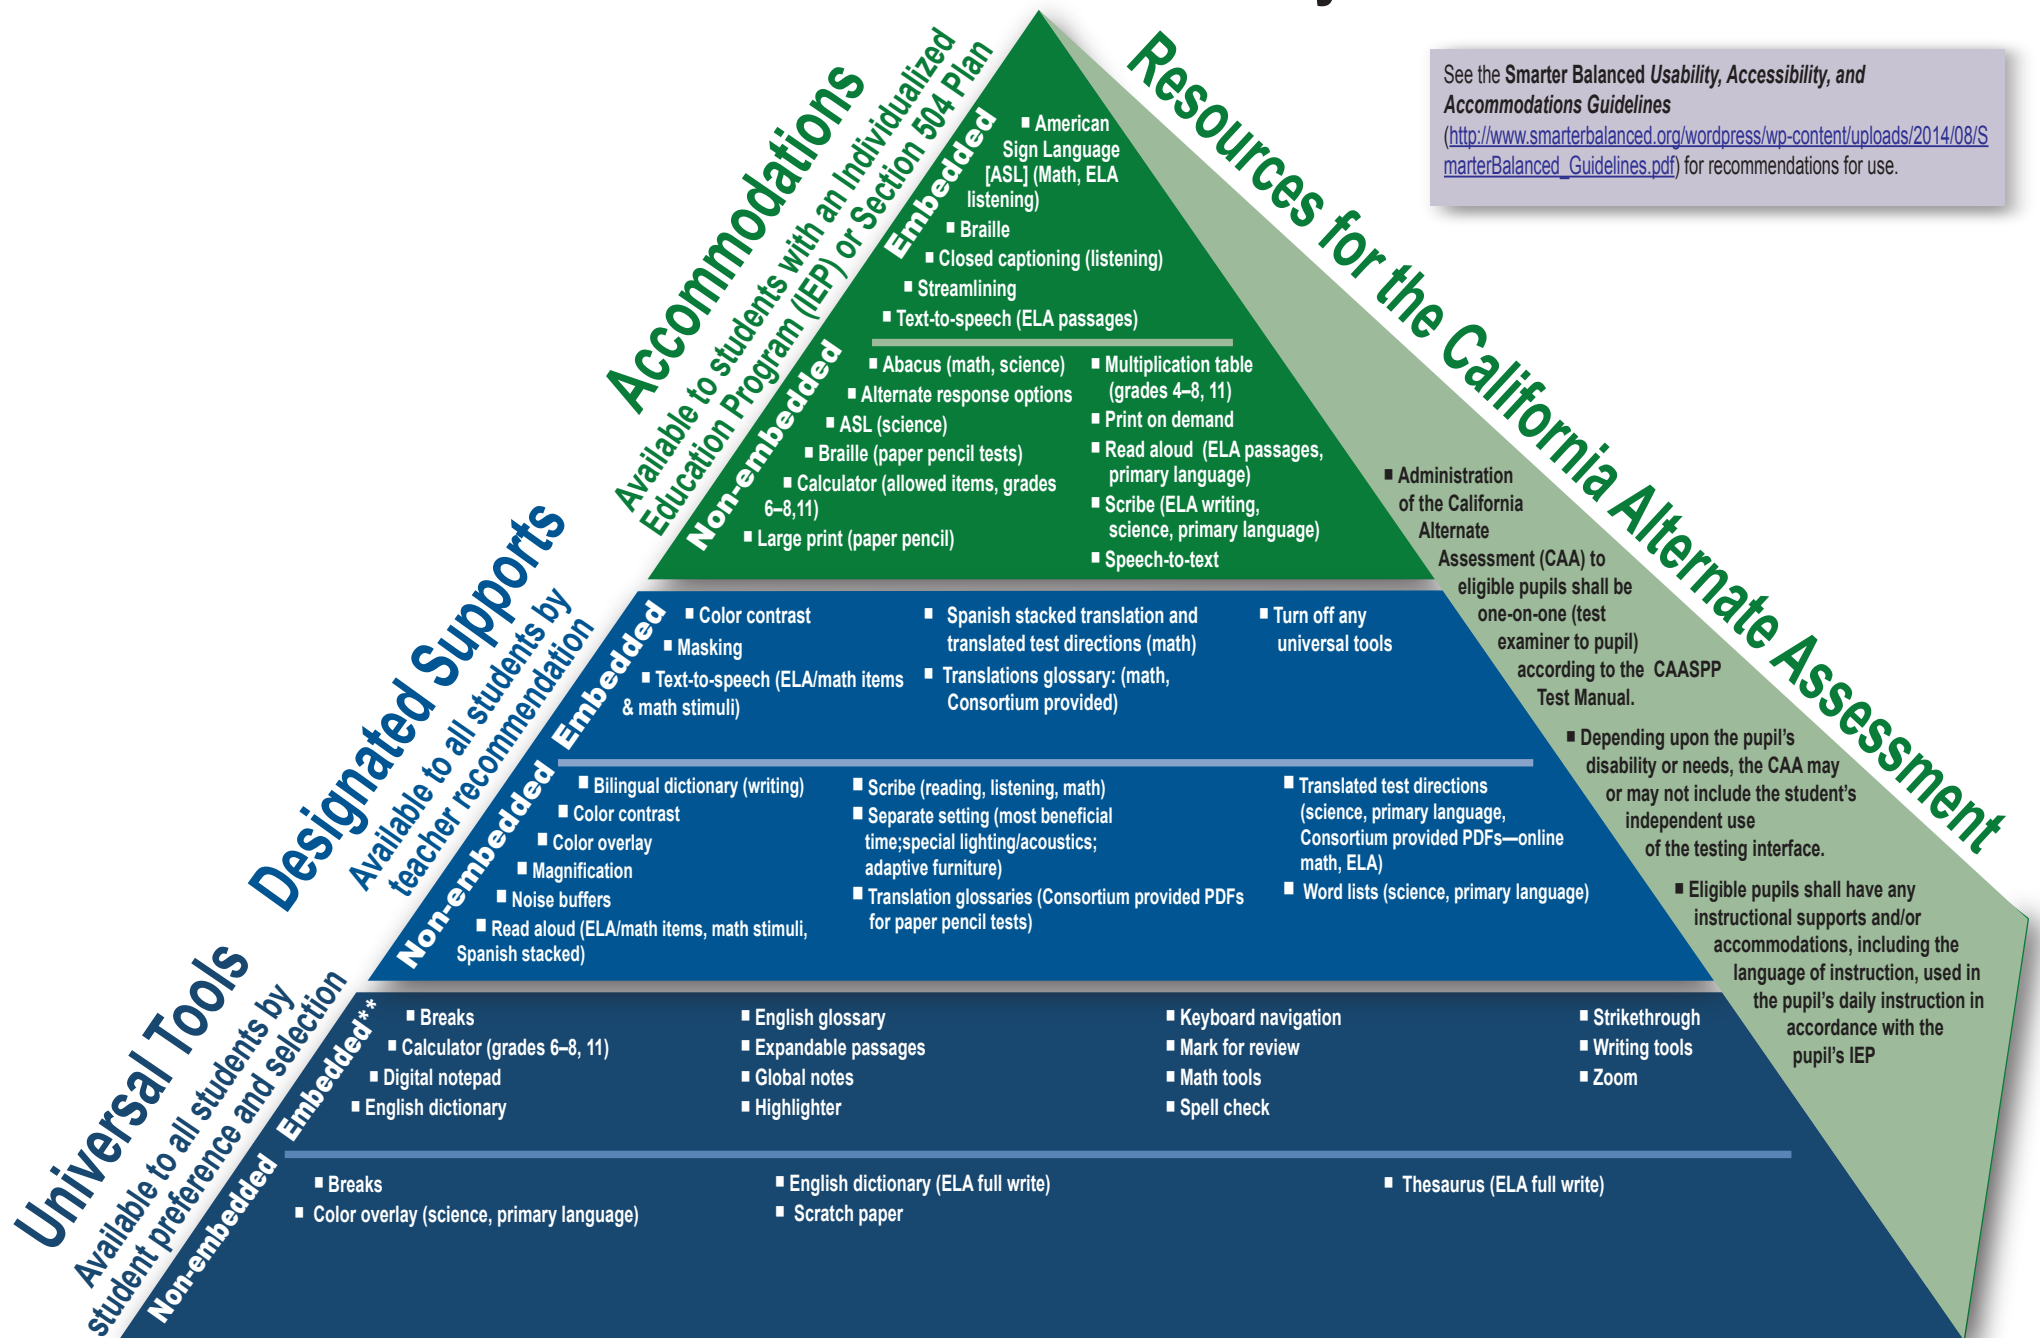 See the Smarter Balanced Usability, Accessibility, and
Accommodations Guidelines
(http://www.smarterbalanced.org/wordpress/wp-content/uploads/2014/08/S
marterBalanced_Guidelines.pdf) for recommendations for use.
Accommodations
Available to students with an Individualized
Education Program (IEP) or Section 504 Plan
Embedded
■ American
Sign Language
[ASL] (Math, ELA
listening)
■ Braille
■ Closed captioning (listening)
■ Streamlining
■ Text-to-speech (ELA passages)
Non-embedded
■ Abacus (math, science)
■ Alternate response options
■ ASL (science)
■ Braille (paper pencil tests)
■ Calculator (allowed items, grades
6–8,11)
■ Large print (paper pencil)
■ Multiplication table
(grades 4–8, 11)
■ Print on demand
■ Read aloud (ELA passages,
primary language)
■ Scribe (ELA writing,
science, primary language)
■ Speech-to-text
Designated Supports
Available to all students by
teacher recommendation
Embedded
■ Color contrast
■ Masking
■ Text-to-speech (ELA/math items
& math stimuli)
■ Spanish stacked translation and
translated test directions (math)
■ Translations glossary: (math,
Consortium provided)
■ Turn off any
universal tools
Non-embedded
■ Bilingual dictionary (writing)
■ Color contrast
■ Color overlay
■ Magnification
■ Noise buffers
■ Read aloud (ELA/math items, math stimuli,
Spanish stacked)
■ Scribe (reading, listening, math)
■ Separate setting (most beneficial
time;special lighting/acoustics;
adaptive furniture)
■ Translation glossaries (Consortium provided PDFs
for paper pencil tests)
■ Translated test directions
(science, primary language,
Consortium provided PDFs—online
math, ELA)
■ Word lists (science, primary language)
Universal Tools
Available to all students by
student preference and selection
Embedded**
■ Breaks
■ Calculator (grades 6–8, 11)
■ Digital notepad
■ English dictionary
■ English glossary
■ Expandable passages
■ Global notes
■ Highlighter
■ Keyboard navigation
■ Mark for review
■ Math tools
■ Spell check
■ Strikethrough
■ Writing tools
■ Zoom
Non-embedded
■ Breaks
■ Color overlay (science, primary language)
■ English dictionary (ELA full write)
■ Scratch paper
■ Thesaurus (ELA full write)
Resources for the California Alternate Assessment
■ Administration
of the California
Alternate
Assessment (CAA) to
eligible pupils shall be
one-on-one (test
examiner to pupil)
according to the CAASPP
Test Manual.
■ Depending upon the pupil's
disability or needs, the CAA may
or may not include the student's
independent use
of the testing interface.
■ Eligible pupils shall have any
instructional supports and/or
accommodations, including the
language of instruction, used in
the pupil's daily instruction in
accordance with the
pupil's IEP